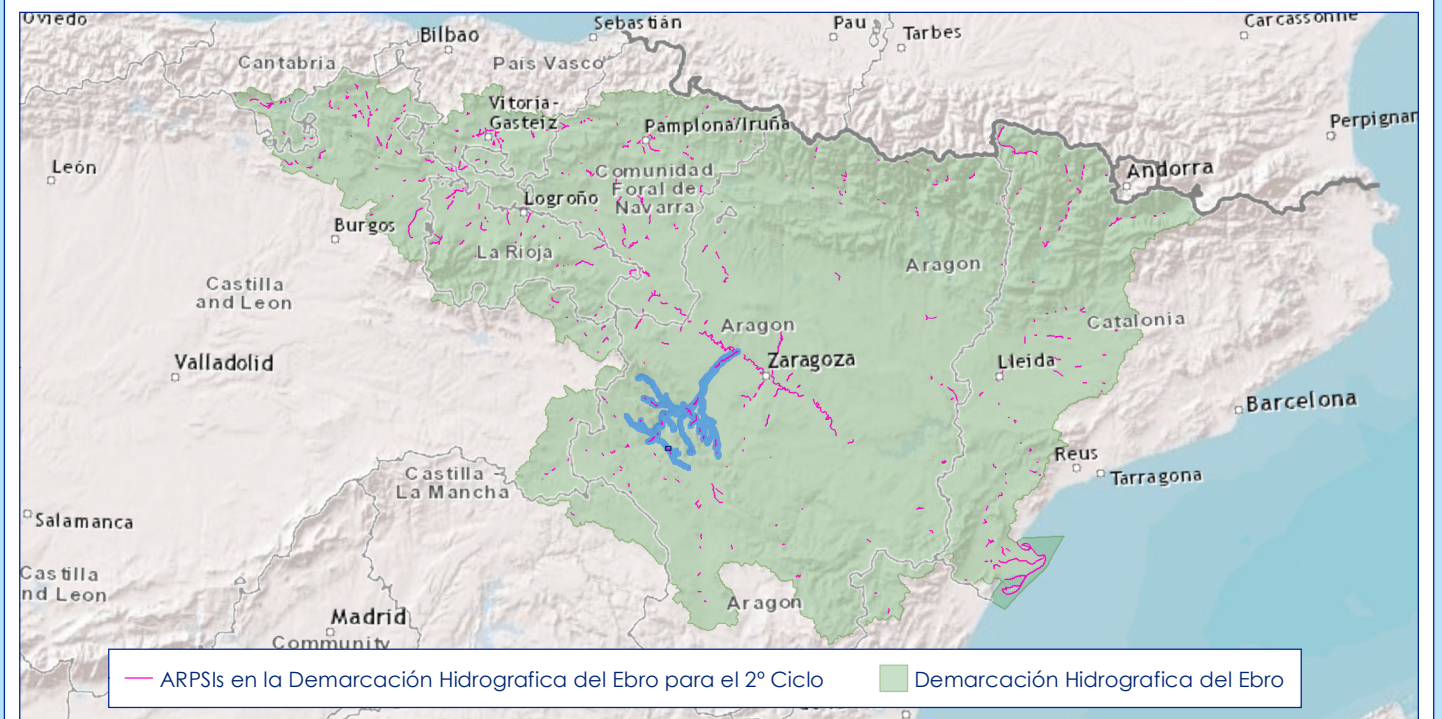 Oviedo
Sebastián
Pau
Tarbes
Carcassonne
Bilbao
Cantabria
País Vasco
Vitoria-
Gasteiz
Pamplona/Iruña
Perpignan
León
Comunidad
Foral de
Navarra
Andorra
Logroño
Burgos
La Rioja
Aragon
Castilla
and Leon
Aragon
Catalonia
Valladolid
Zaragoza
Lleida
Barcelona
Reus
Castilla -
La Mancha
Tarragona
Salamanca
Castilla
nd Leon
Aragon
Madrid
Community
ARPSIs en la Demarcación Hidrografica del Ebro para el 2º Ciclo
Demarcación Hidrografica del Ebro